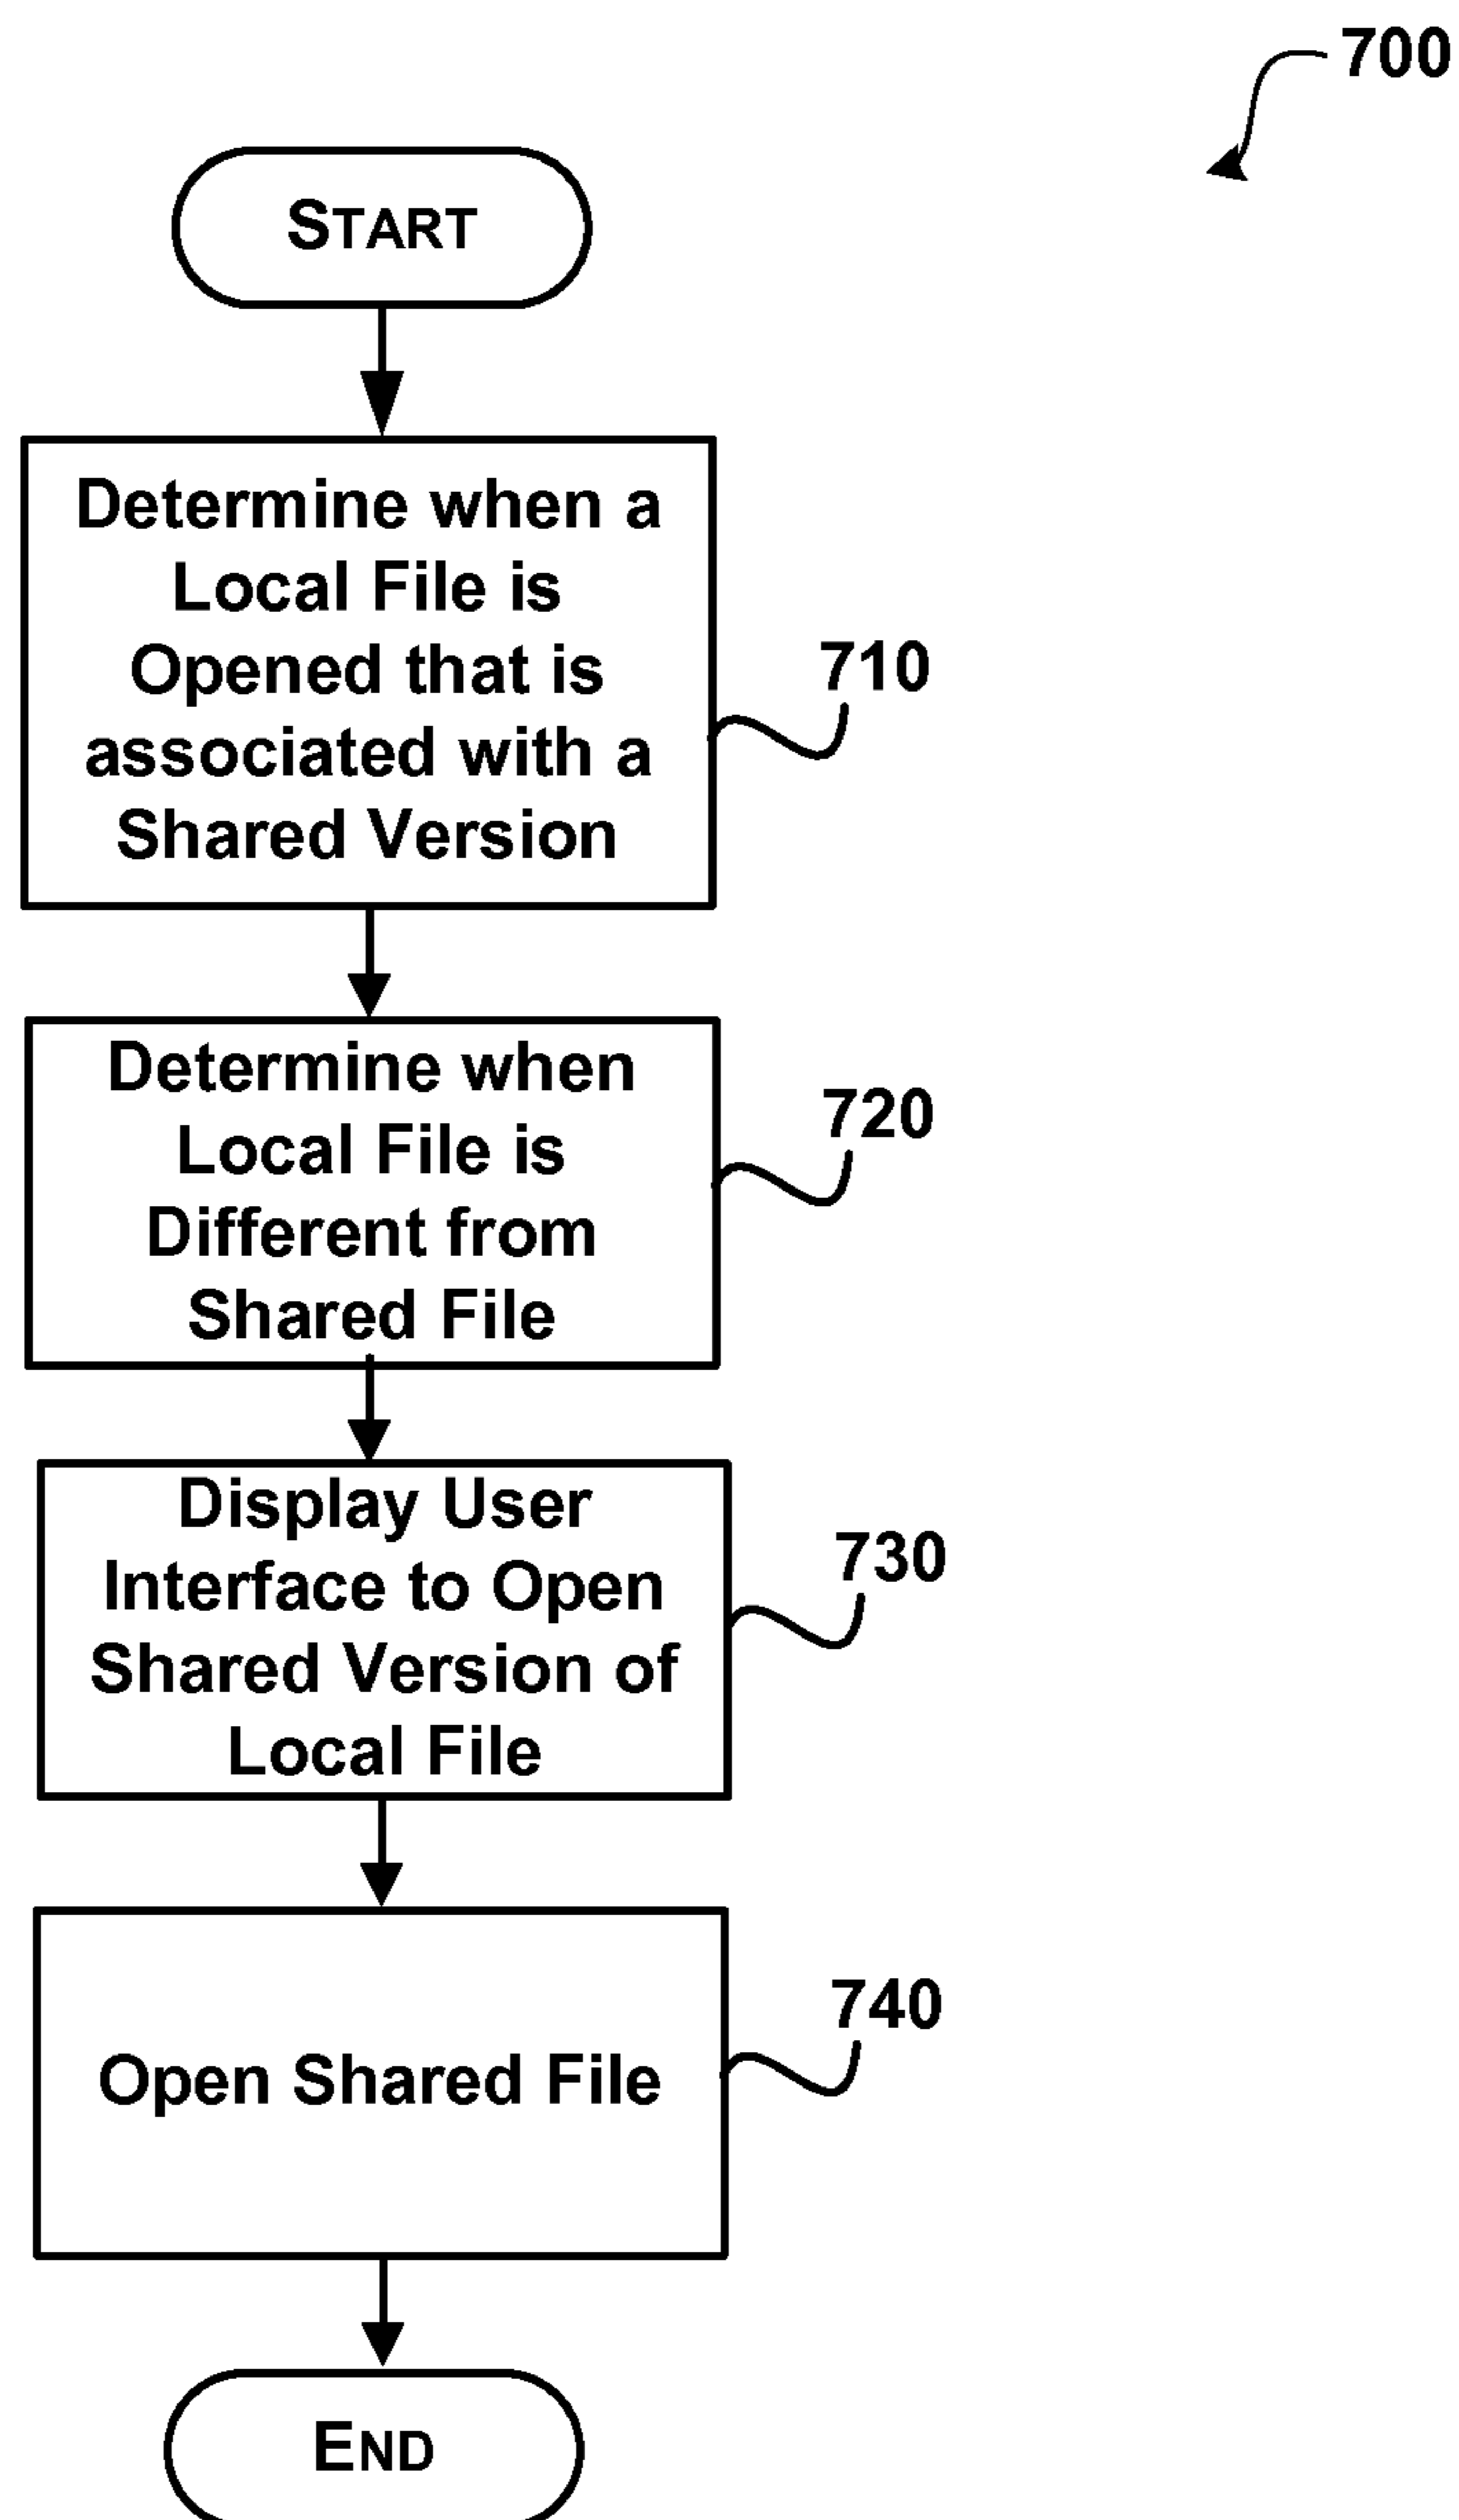 700
START
Determine when a
Local File is
Opened that is
associated with a
Shared Version
710
Determine when
Local File is
Different from
Shared File
720
Display User
Interface to Open
Shared Version of
Local File
730
Open Shared File
740
END